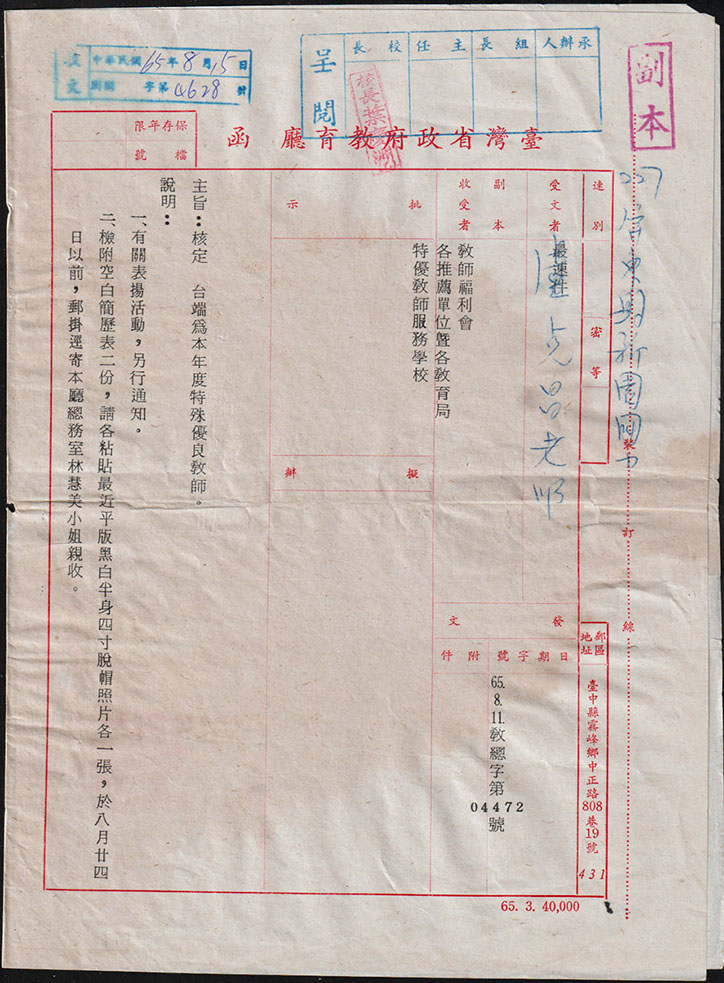 副本
承辦人
組長
主任
校長
呈閱
收文
中華民國65年8月15日
字第4628號
臺灣省政府教育廳 函
保存年限
檔號
裝
訂
線
速別
最速件
密等
郵區
地址
臺中縣霧峰鄉中正路808巷19號
431
受文者
老師
副本
收受者
教師福利會
各推薦單位暨各教育局
特優教師服務學校
發文
日期
字號
附件
65. 8. 11. 教總字第04472號
批示
擬辦
主旨：核定　台端為本年度特殊優良教師。
說明：
一、有關表揚活動，另行通知。
二、檢附空白簡歷表二份，請各粘貼最近平版黑白半身四寸脫帽照片各一張，於八月廿四
日以前，郵掛逕寄本廳總務室林慧美小姐親收。
65. 3. 40,000